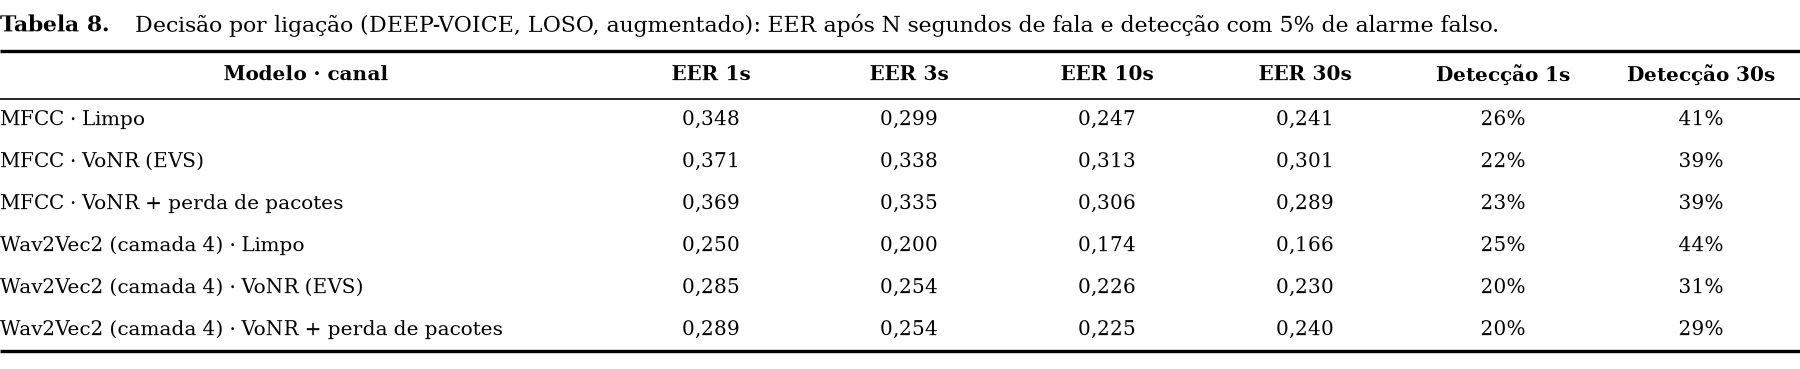 Tabela 8. Decisão por ligação (DEEP-VOICE, LOSO, augmentado): EER após N segundos de fala e detecção com 5% de alarme falso.
Modelo · canal EER 1s EER 3s EER 10s EER 30s Detecção 1s Detecção 30s
MFCC · Limpo 0,348 0,299 0,247 0,241 26% 41%
MFCC · VoNR (EVS) 0,371 0,338 0,313 0,301 22% 39%
MFCC · VoNR + perda de pacotes 0,369 0,335 0,306 0,289 23% 39%
Wav2Vec2 (camada 4) · Limpo 0,250 0,200 0,174 0,166 25% 44%
Wav2Vec2 (camada 4) · VoNR (EVS) 0,285 0,254 0,226 0,230 20% 31%
Wav2Vec2 (camada 4) · VoNR + perda de pacotes 0,289 0,254 0,225 0,240 20% 29%